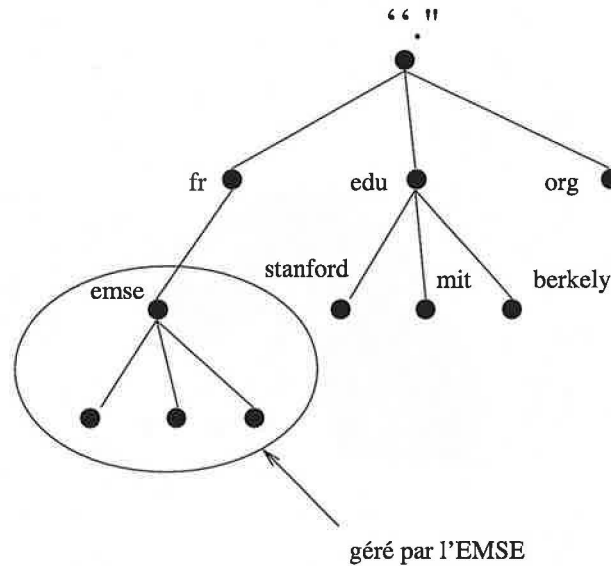 “.”
fr
edu
org
stanford
mit
berkely
emse
géré par l’EMSE